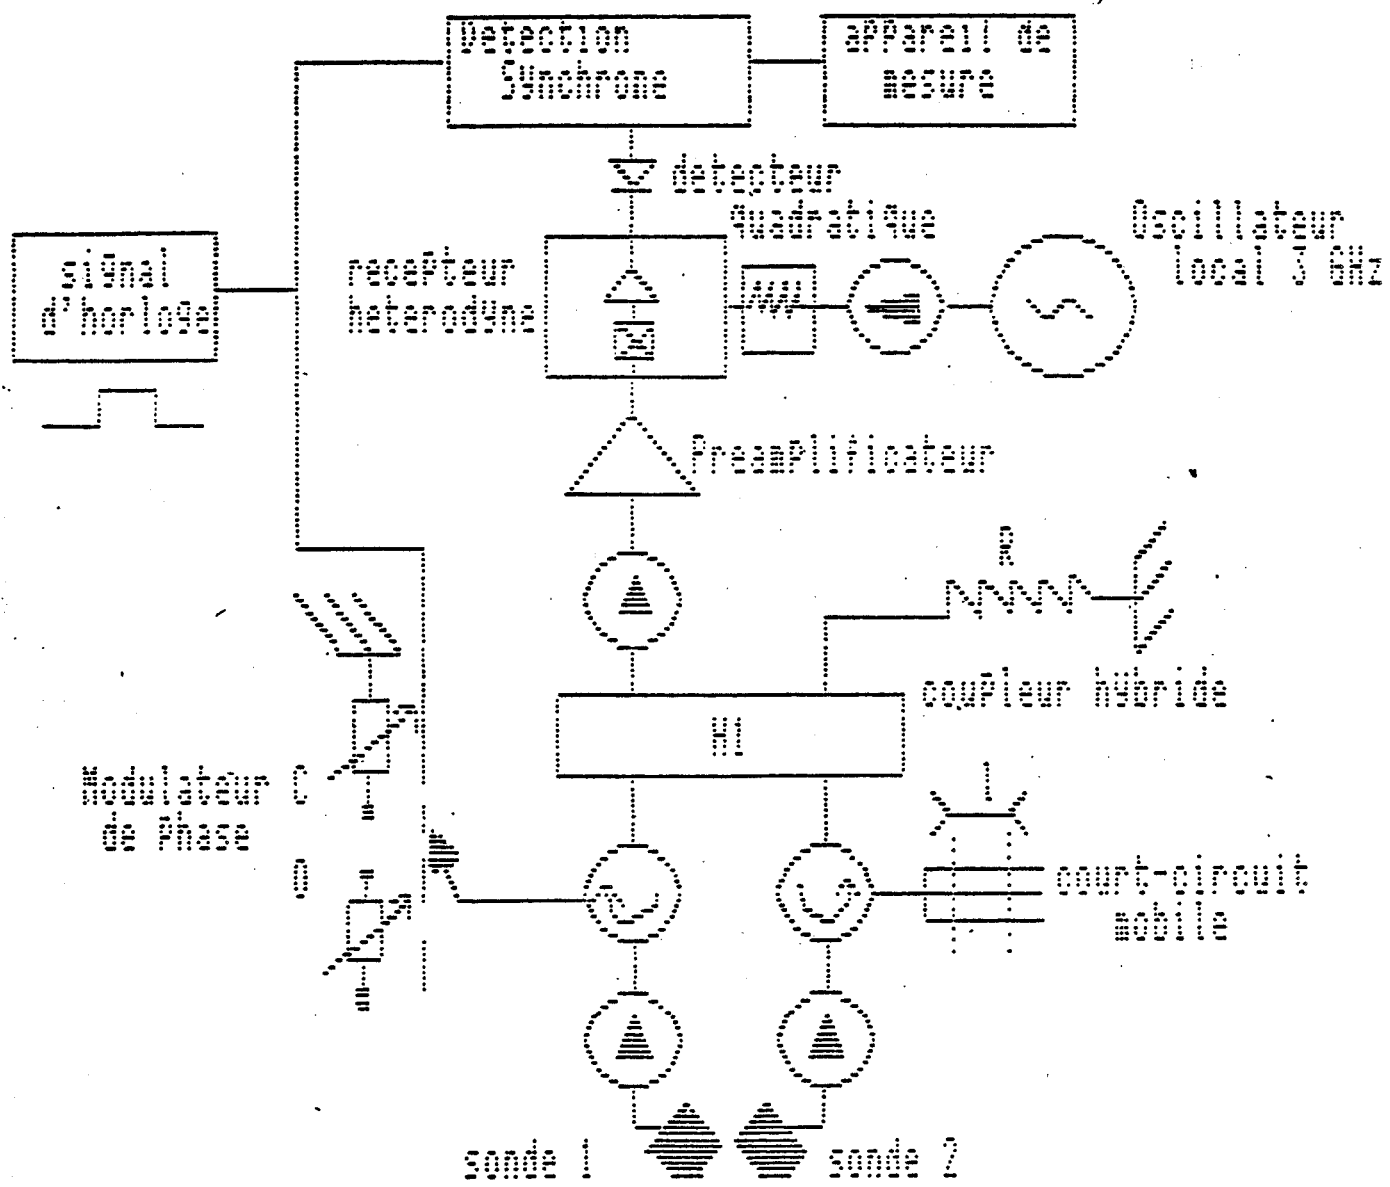 Detection
Synchrone
aPPareil de
mesure
detecteur
quadratique
Oscillateur
local 3 GHz
signal
d'horloge
recePteur
heterodyne
PreamPlificateur
R
couPleur hybride
H1
Modulateur
de Phase
C
O
l
court-circuit
mobile
sonde 1
sonde 2